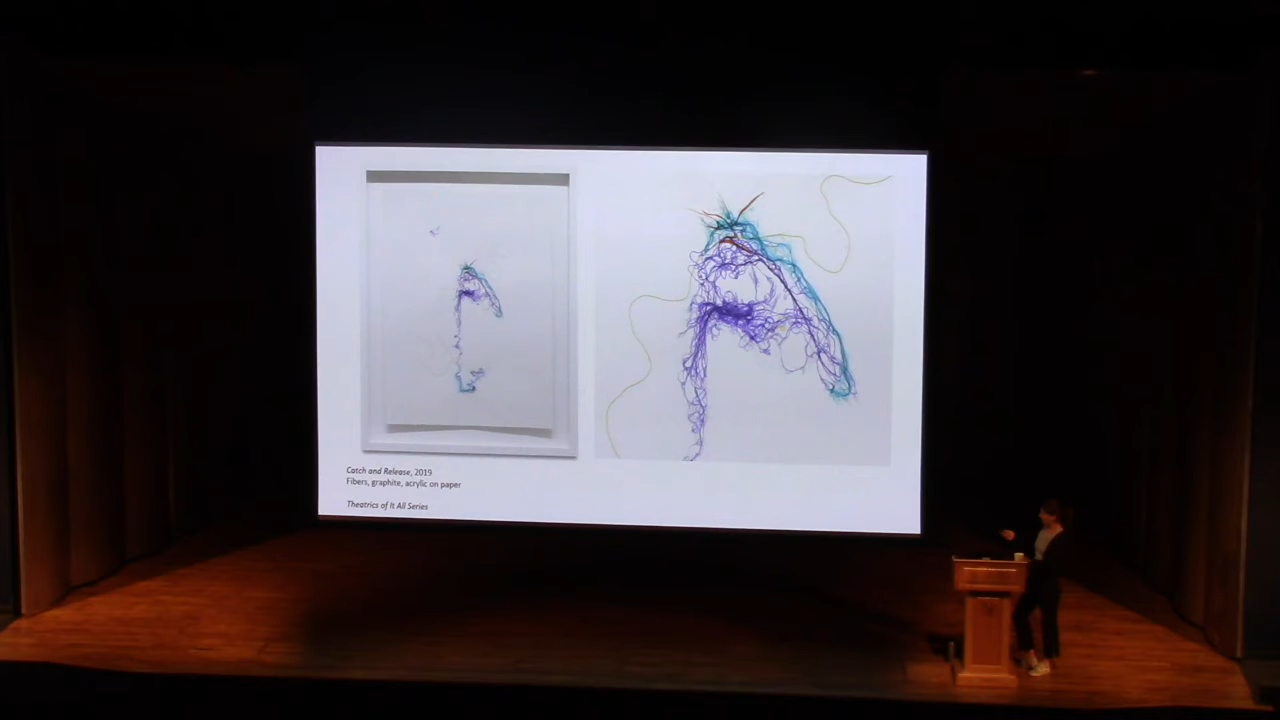 Catch and Release, 2019
Fibers, graphite, acrylic on paper
Theatrics of It All Series